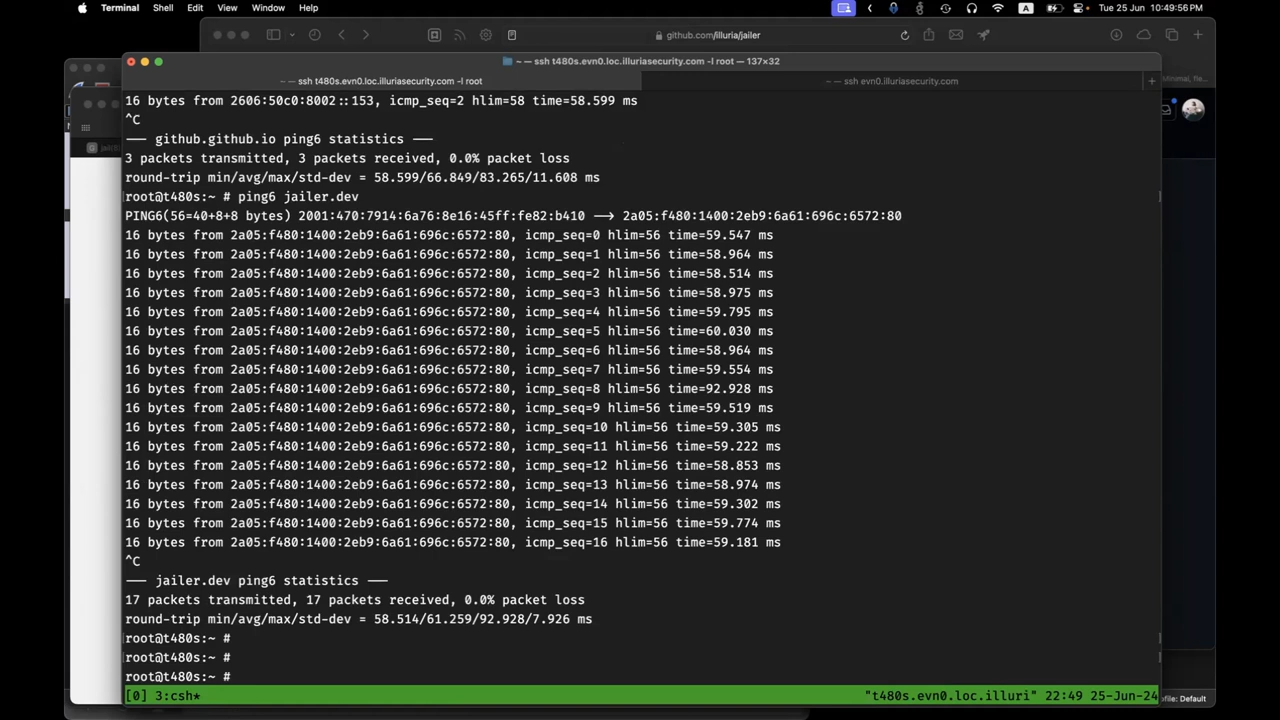 Terminal Shell Edit View Window Help A Tue 25 Jun 10:49:56 PM
github.com/illuria/jailer
~ — ssh t480s.evn0.loc.illuriasecurity.com -l root — 137×32
~ — ssh t480s.evn0.loc.illuriasecurity.com -l root
~ — ssh evn0.illuriasecurity.com
16 bytes from 2606:50c0:8002::153, icmp_seq=2 hlim=58 time=58.599 ms
^C
--- github.github.io ping6 statistics ---
3 packets transmitted, 3 packets received, 0.0% packet loss
round-trip min/avg/max/std-dev = 58.599/66.849/83.265/11.608 ms
root@t480s:~ # ping6 jailer.dev
PING6(56=40+8+8 bytes) 2001:470:7914:6a76:8e16:45ff:fe82:b410 --> 2a05:f480:1400:2eb9:6a61:696c:6572:80
16 bytes from 2a05:f480:1400:2eb9:6a61:696c:6572:80, icmp_seq=0 hlim=56 time=59.547 ms
16 bytes from 2a05:f480:1400:2eb9:6a61:696c:6572:80, icmp_seq=1 hlim=56 time=58.964 ms
16 bytes from 2a05:f480:1400:2eb9:6a61:696c:6572:80, icmp_seq=2 hlim=56 time=58.514 ms
16 bytes from 2a05:f480:1400:2eb9:6a61:696c:6572:80, icmp_seq=3 hlim=56 time=58.975 ms
16 bytes from 2a05:f480:1400:2eb9:6a61:696c:6572:80, icmp_seq=4 hlim=56 time=59.795 ms
16 bytes from 2a05:f480:1400:2eb9:6a61:696c:6572:80, icmp_seq=5 hlim=56 time=60.030 ms
16 bytes from 2a05:f480:1400:2eb9:6a61:696c:6572:80, icmp_seq=6 hlim=56 time=58.964 ms
16 bytes from 2a05:f480:1400:2eb9:6a61:696c:6572:80, icmp_seq=7 hlim=56 time=59.554 ms
16 bytes from 2a05:f480:1400:2eb9:6a61:696c:6572:80, icmp_seq=8 hlim=56 time=92.928 ms
16 bytes from 2a05:f480:1400:2eb9:6a61:696c:6572:80, icmp_seq=9 hlim=56 time=59.519 ms
16 bytes from 2a05:f480:1400:2eb9:6a61:696c:6572:80, icmp_seq=10 hlim=56 time=59.305 ms
16 bytes from 2a05:f480:1400:2eb9:6a61:696c:6572:80, icmp_seq=11 hlim=56 time=59.222 ms
16 bytes from 2a05:f480:1400:2eb9:6a61:696c:6572:80, icmp_seq=12 hlim=56 time=58.853 ms
16 bytes from 2a05:f480:1400:2eb9:6a61:696c:6572:80, icmp_seq=13 hlim=56 time=58.974 ms
16 bytes from 2a05:f480:1400:2eb9:6a61:696c:6572:80, icmp_seq=14 hlim=56 time=59.302 ms
16 bytes from 2a05:f480:1400:2eb9:6a61:696c:6572:80, icmp_seq=15 hlim=56 time=59.774 ms
16 bytes from 2a05:f480:1400:2eb9:6a61:696c:6572:80, icmp_seq=16 hlim=56 time=59.181 ms
^C
--- jailer.dev ping6 statistics ---
17 packets transmitted, 17 packets received, 0.0% packet loss
round-trip min/avg/max/std-dev = 58.514/61.259/92.928/7.926 ms
root@t480s:~ #
root@t480s:~ #
root@t480s:~ #
[0] 3:csh* "t480s.evn0.loc.illuri" 22:49 25-Jun-24
Default